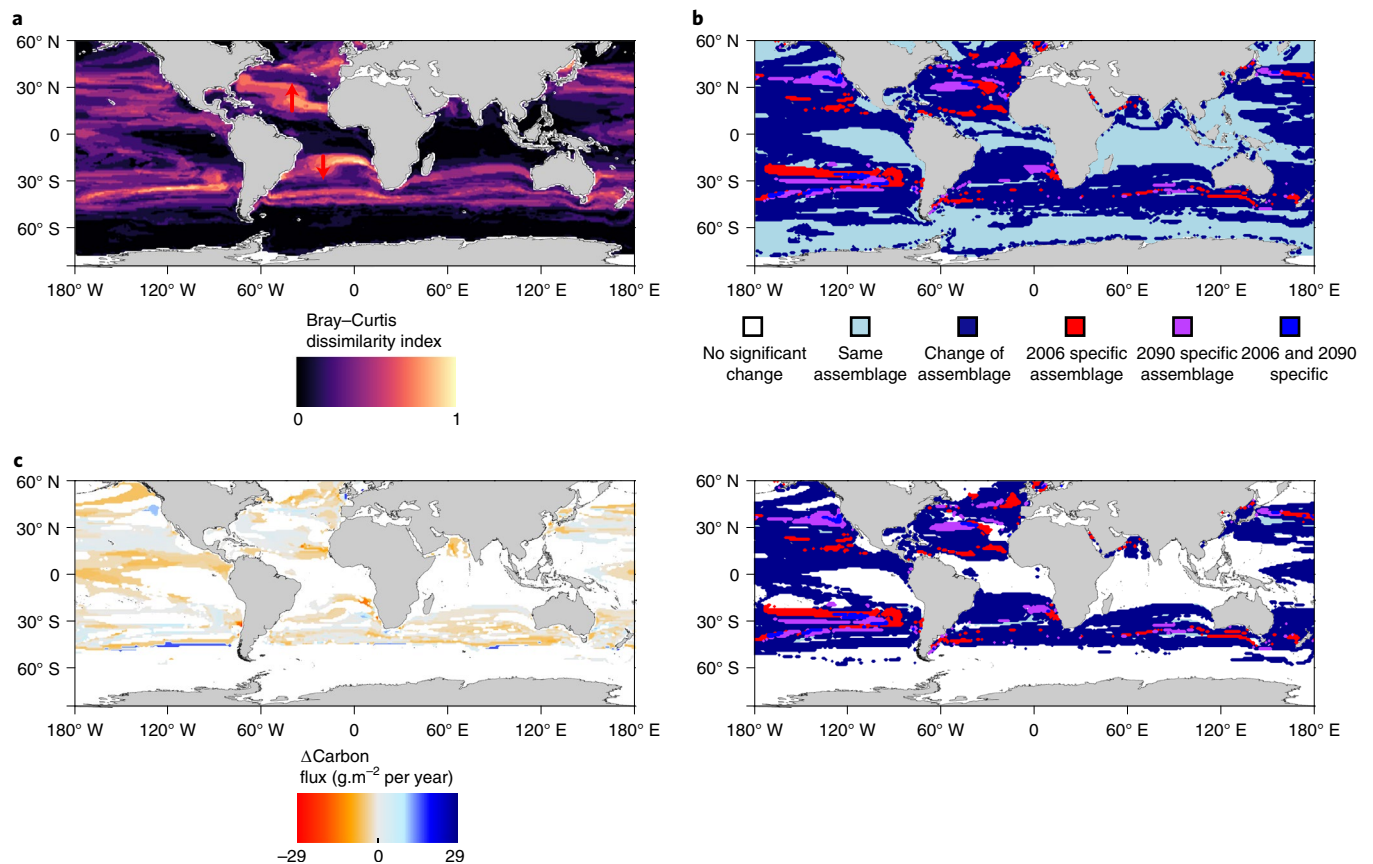 a
60° N
30° N
0
30° S
60° S
180° W
120° W
60° W
0
60° E
120° E
180° E
Bray–Curtis
dissimilarity index
0
1
b
60° N
30° N
0
30° S
60° S
180° W
120° W
60° W
0
60° E
120° E
180° E
No significant
change
Same
assemblage
Change of
assemblage
2006 specific
assemblage
2090 specific
assemblage
2006 and 2090
specific
c
60° N
30° N
0
30° S
60° S
180° W
120° W
60° W
0
60° E
120° E
180° E
ΔCarbon
flux (g.m⁻² per year)
–29
0
29
60° N
30° N
0
30° S
60° S
180° W
120° W
60° W
0
60° E
120° E
180° E